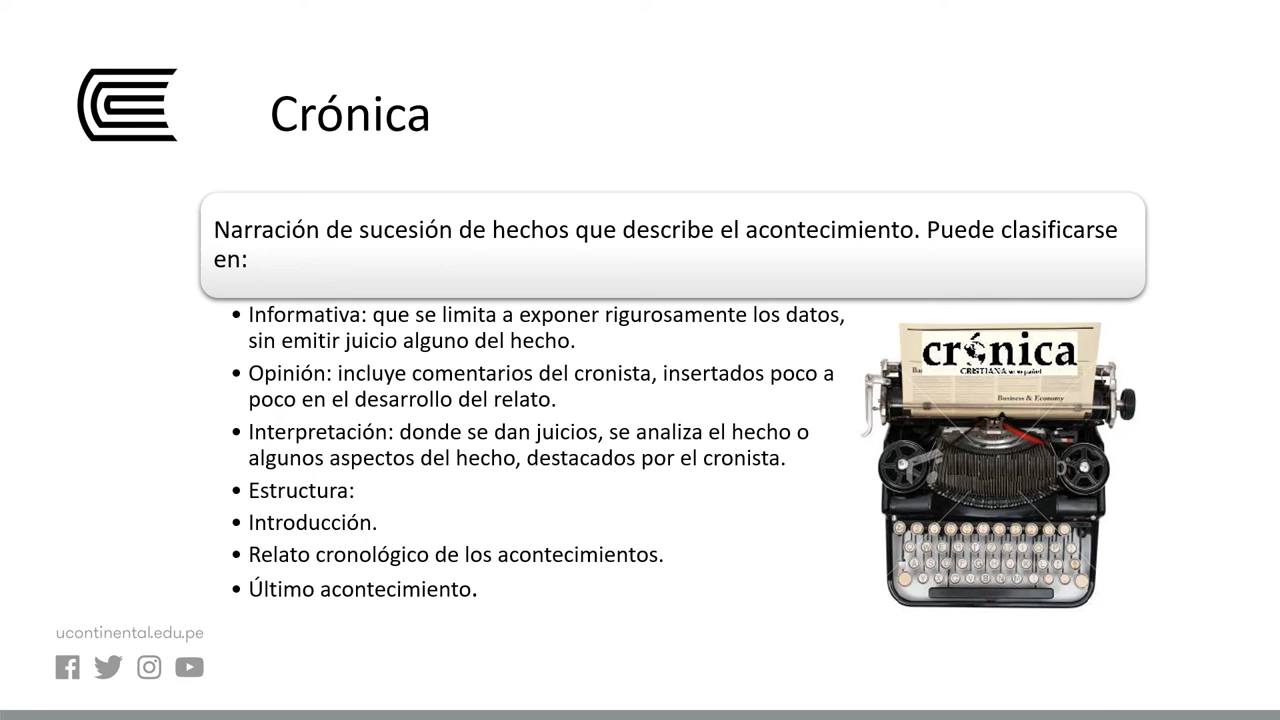 Crónica
Narración de sucesión de hechos que describe el acontecimiento. Puede clasificarse
en:
• Informativa: que se limita a exponer rigurosamente los datos,
sin emitir juicio alguno del hecho.
• Opinión: incluye comentarios del cronista, insertados poco a
poco en el desarrollo del relato.
• Interpretación: donde se dan juicios, se analiza el hecho o
algunos aspectos del hecho, destacados por el cronista.
• Estructura:
• Introducción.
• Relato cronológico de los acontecimientos.
• Último acontecimiento.
crónica
CRISTIANA
Business & Economy
ucontinental.edu.pe